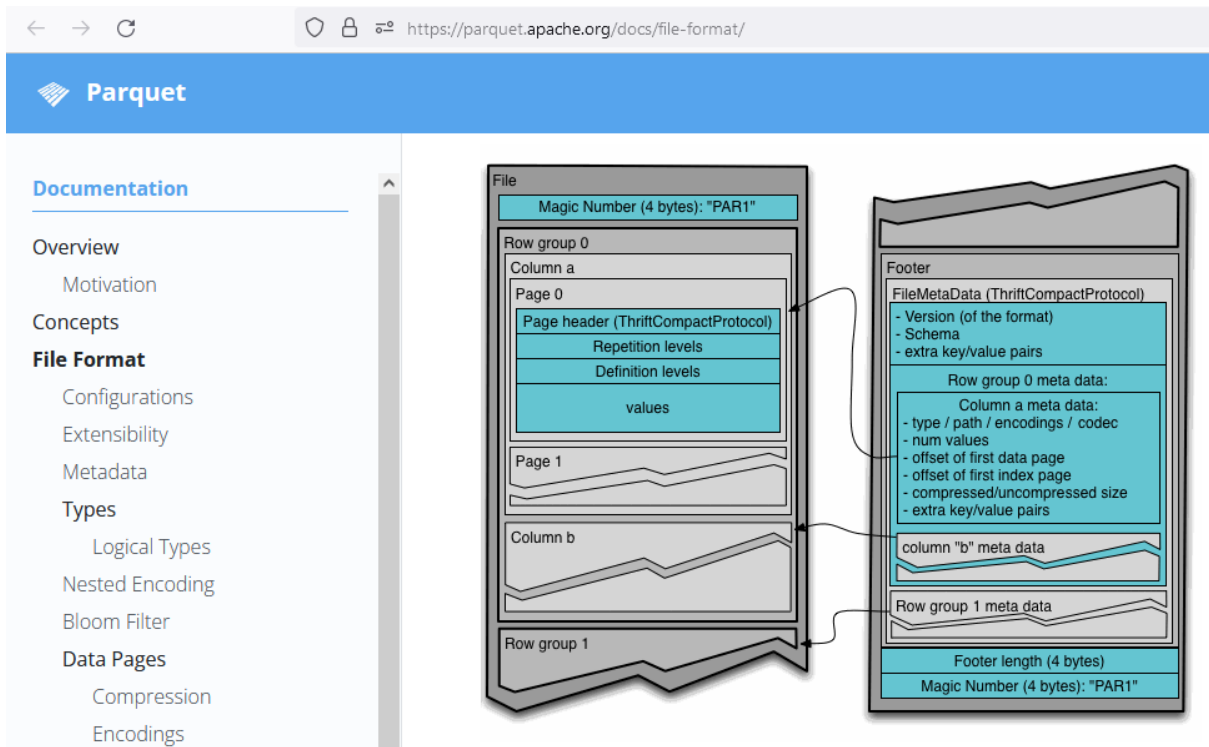 https://parquet.apache.org/docs/file-format/
Parquet
Documentation
Overview
Motivation
Concepts
File Format
Configurations
Extensibility
Metadata
Types
Logical Types
Nested Encoding
Bloom Filter
Data Pages
Compression
Encodings
File
Magic Number (4 bytes): "PAR1"
Row group 0
Column a
Page 0
Page header (ThriftCompactProtocol)
Repetition levels
Definition levels
values
Page 1
Column b
Row group 1
Footer
FileMetaData (ThriftCompactProtocol)
- Version (of the format)
- Schema
- extra key/value pairs
Row group 0 meta data:
Column a meta data:
- type / path / encodings / codec
- num values
- offset of first data page
- offset of first index page
- compressed/uncompressed size
- extra key/value pairs
column "b" meta data
Row group 1 meta data
Footer length (4 bytes)
Magic Number (4 bytes): "PAR1"